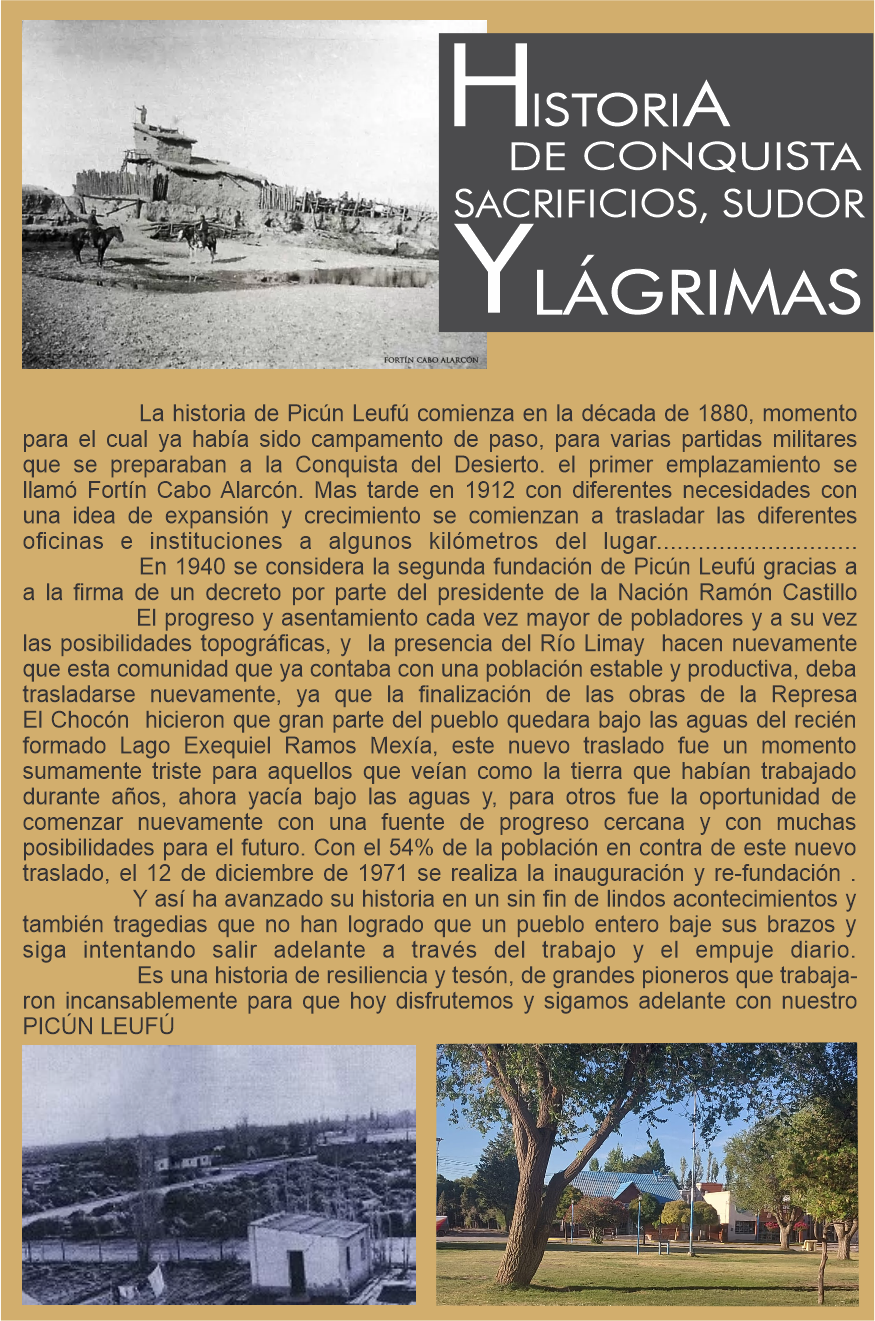 HISTORIA
DE CONQUISTA
SACRIFICIOS, SUDOR
Y LÁGRIMAS
FORTÍN CABO ALARCÓN
La historia de Picún Leufú comienza en la década de 1880, momento
para el cual ya había sido campamento de paso, para varias partidas militares
que se preparaban a la Conquista del Desierto. el primer emplazamiento se
llamó Fortín Cabo Alarcón. Mas tarde en 1912 con diferentes necesidades con
una idea de expansión y crecimiento se comienzan a trasladar las diferentes
oficinas e instituciones a algunos kilómetros del lugar.............................
En 1940 se considera la segunda fundación de Picún Leufú gracias a
a la firma de un decreto por parte del presidente de la Nación Ramón Castillo
El progreso y asentamiento cada vez mayor de pobladores y a su vez
las posibilidades topográficas, y la presencia del Río Limay hacen nuevamente
que esta comunidad que ya contaba con una población estable y productiva, deba
trasladarse nuevamente, ya que la finalización de las obras de la Represa
El Chocón hicieron que gran parte del pueblo quedara bajo las aguas del recién
formado Lago Exequiel Ramos Mexía, este nuevo traslado fue un momento
sumamente triste para aquellos que veían como la tierra que habían trabajado
durante años, ahora yacía bajo las aguas y, para otros fue la oportunidad de
comenzar nuevamente con una fuente de progreso cercana y con muchas
posibilidades para el futuro. Con el 54% de la población en contra de este nuevo
traslado, el 12 de diciembre de 1971 se realiza la inauguración y re-fundación .
Y así ha avanzado su historia en un sin fin de lindos acontecimientos y
también tragedias que no han logrado que un pueblo entero baje sus brazos y
siga intentando salir adelante a través del trabajo y el empuje diario.
Es una historia de resiliencia y tesón, de grandes pioneros que trabaja-
ron incansablemente para que hoy disfrutemos y sigamos adelante con nuestro
PICÚN LEUFÚ